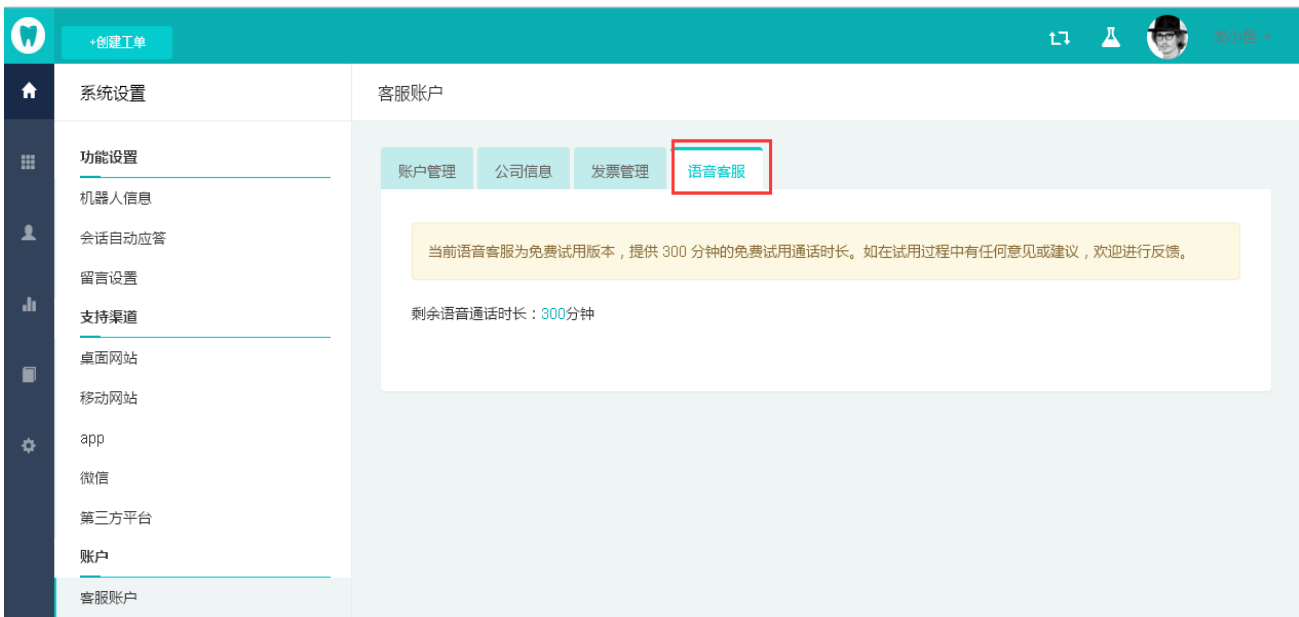 +创建工单
系统设置
客服账户
功能设置
机器人信息
会话自动应答
留言设置
支持渠道
桌面网站
移动网站
app
微信
第三方平台
账户
客服账户
账户管理
公司信息
发票管理
语音客服
当前语音客服为免费试用版本，提供 300 分钟的免费试用通话时长。如在试用过程中有任何意见或建议，欢迎进行反馈。
剩余语音通话时长：300分钟